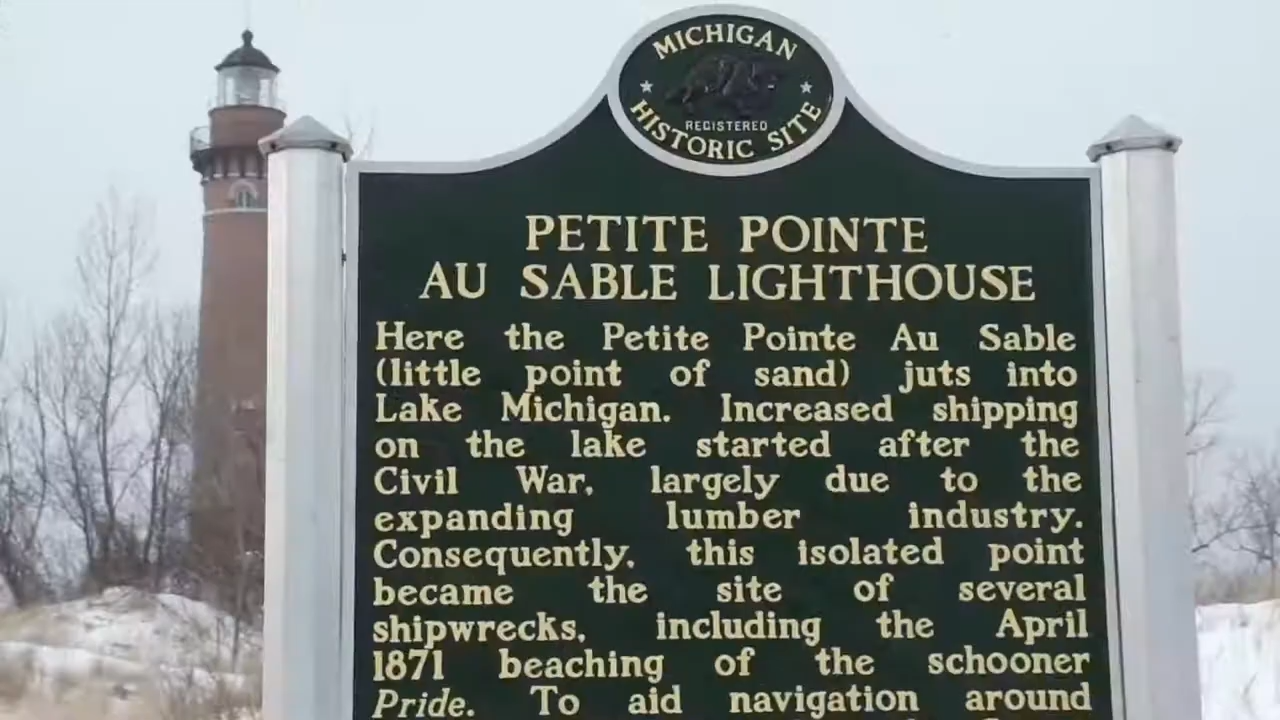 MICHIGAN
REGISTERED
HISTORIC SITE
PETITE POINTE
AU SABLE LIGHTHOUSE
Here the Petite Pointe Au Sable
(little point of sand) juts into
Lake Michigan. Increased shipping
on the lake started after the
Civil War, largely due to the
expanding lumber industry.
Consequently, this isolated point
became the site of several
shipwrecks, including the April
1871 beaching of the schooner
Pride. To aid navigation around